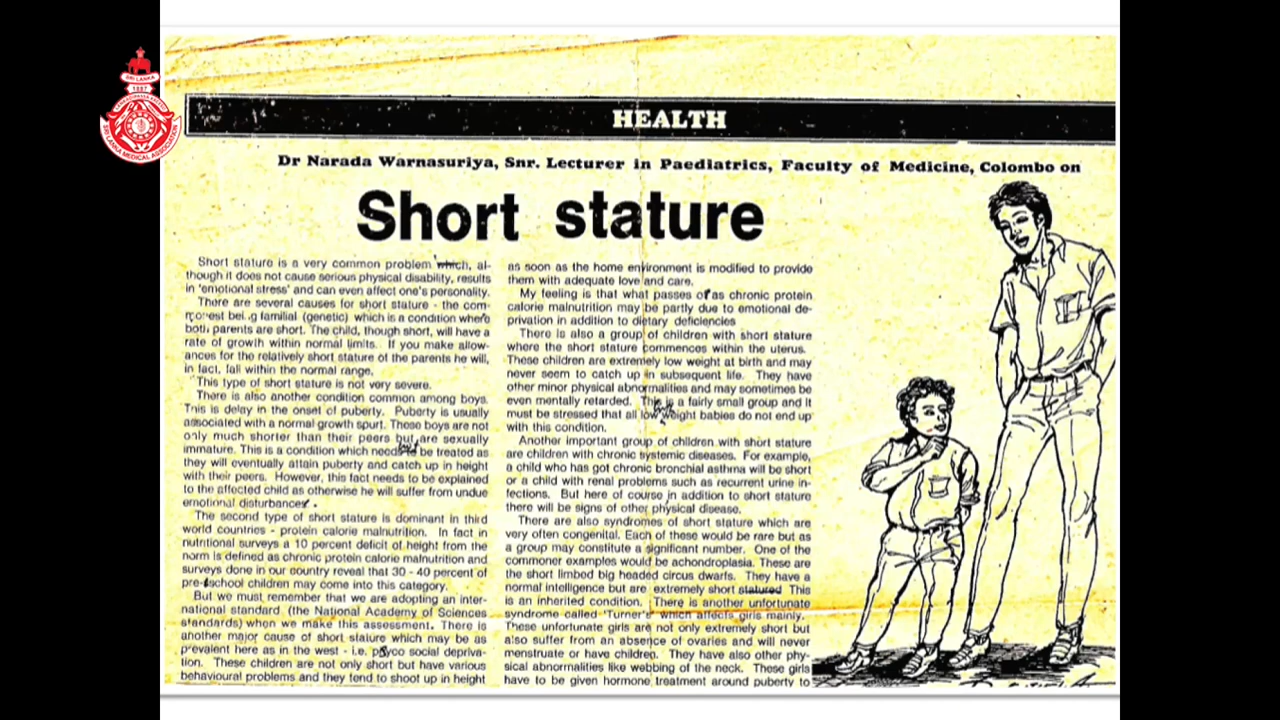 HEALTH
Dr Narada Warnasuriya, Snr. Lecturer in Paediatrics, Faculty of Medicine, Colombo on
Short stature
Short stature is a very common problem which, al-
though it does not cause serious physical disability, results
in 'emotional stress' and can even affect one's personality.
There are several causes for short stature - the com-
monest being familial (genetic) which is a condition where
both parents are short. The child, though short, will have a
rate of growth within normal limits. If you make allow-
ances for the relatively short stature of the parents he will,
in fact, fall within the normal range.
This type of short stature is not very severe.
There is also another condition common among boys.
This is delay in the onset of puberty. Puberty is usually
associated with a normal growth spurt. These boys are not
only much shorter than their peers but are sexually
immature. This is a condition which needs be treated as
they will eventually attain puberty and catch up in height
with their peers. However, this fact needs to be explained
to the affected child as otherwise he will suffer from undue
emotional disturbances.
The second type of short stature is dominant in third
world countries - protein calorie malnutrition. In fact in
nutritional surveys a 10 percent deficit of height from the
norm is defined as chronic protein calorie malnutrition and
surveys done in our country reveal that 30 - 40 percent of
pre-school children may come into this category.
But we must remember that we are adopting an inter-
national standard (the National Academy of Sciences
standards) when we make this assessment. There is
another major cause of short stature which may be as
prevalent here as in the west - i.e. psyco social depriva-
tion. These children are not only short but have various
behavioural problems and they tend to shoot up in height
as soon as the home environment is modified to provide
them with adequate love and care.
My feeling is that what passes of as chronic protein
calorie malnutrition may be partly due to emotional de-
privation in addition to dietary deficiencies
There is also a group of children with short stature
where the short stature commences within the uterus.
These children are extremely low weight at birth and may
never seem to catch up in subsequent life. They have
other minor physical abnormalities and may sometimes be
even mentally retarded. This is a fairly small group and it
must be stressed that all low weight babies do not end up
with this condition.
Another important group of children with short stature
are children with chronic systemic diseases. For example,
a child who has got chronic bronchial asthma will be short
or a child with renal problems such as recurrent urine in-
fections. But here of course in addition to short stature
there will be signs of other physical disease.
There are also syndromes of short stature which are
very often congenital. Each of these would be rare but as
a group may constitute a significant number. One of the
commoner examples would be achondroplasia. These are
the short limbed big headed circus dwarfs. They have a
normal intelligence but are extremely short statured This
is an inherited condition. There is another unfortunate
syndrome called 'Turner's' which affects girls mainly.
These unfortunate girls are not only extremely short but
also suffer from an absence of ovaries and will never
menstruate or have children. They have also other phy-
sical abnormalities like webbing of the neck. These girls
have to be given hormone treatment around puberty to
SRI LANKA
1887
SRI LANKA MEDICAL ASSOCIATION